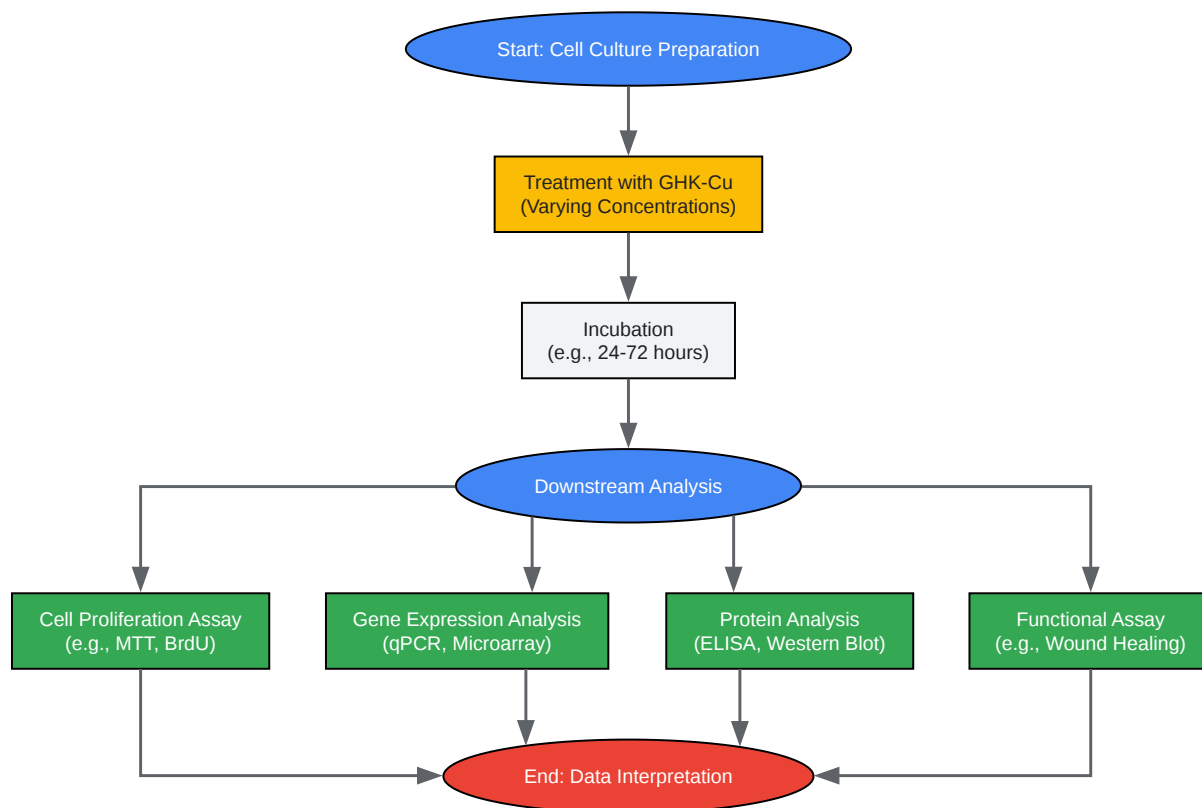 Start: Cell Culture Preparation
Treatment with GHK-Cu
(Varying Concentrations)
Incubation
(e.g., 24-72 hours)
Downstream Analysis
Cell Proliferation Assay
(e.g., MTT, BrdU)
Gene Expression Analysis
(qPCR, Microarray)
Protein Analysis
(ELISA, Western Blot)
Functional Assay
(e.g., Wound Healing)
End: Data Interpretation